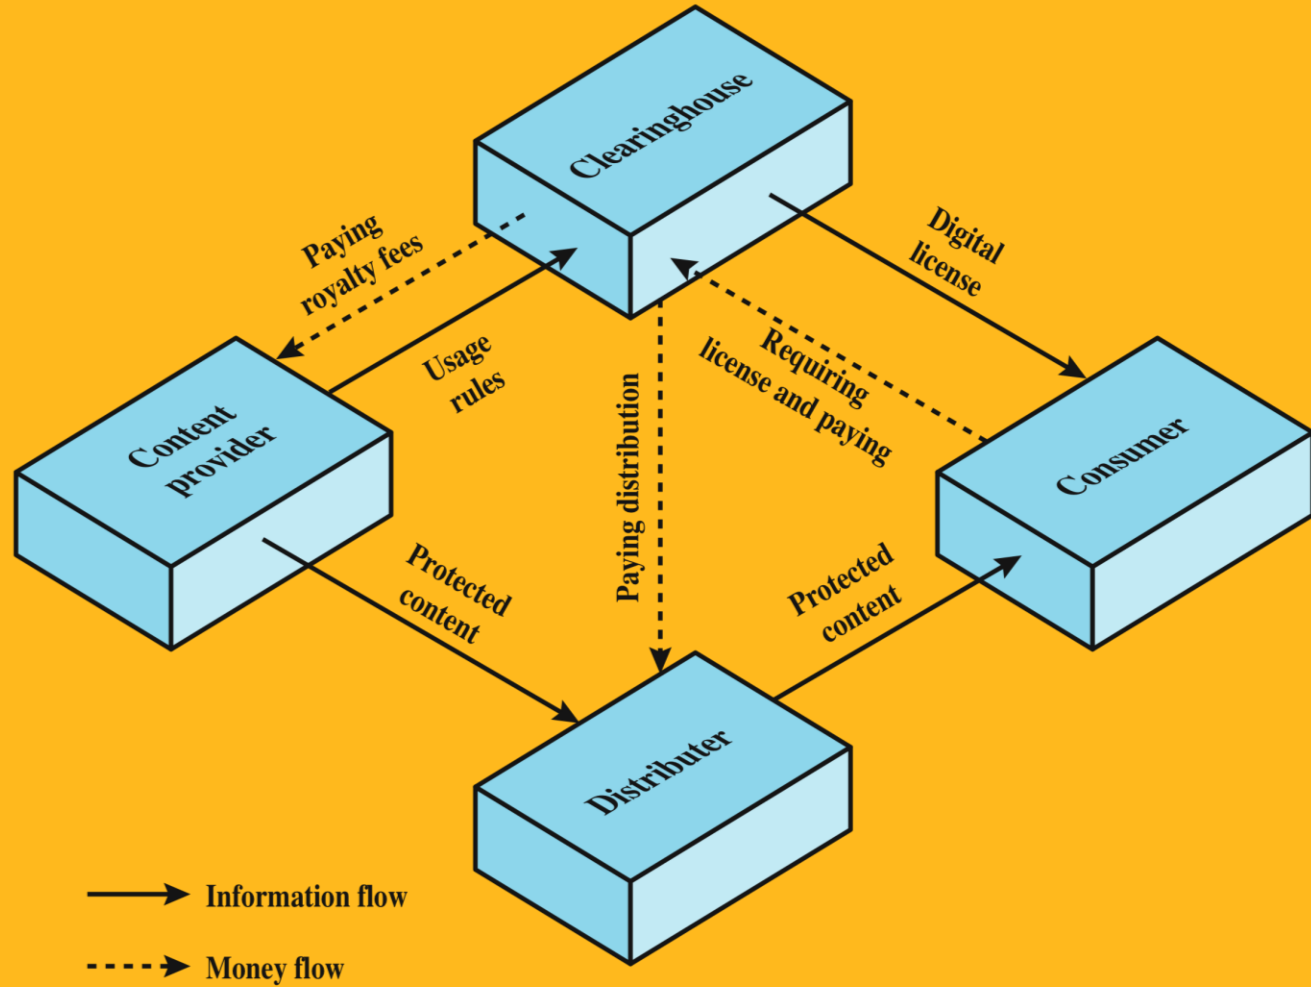 Clearinghouse
Paying
royalty fees
Usage
rules
Digital
license
Requiring
license and paying
Content
provider
Paying distribution
Consumer
Protected
content
Protected
content
Distributer
Information flow
Money flow